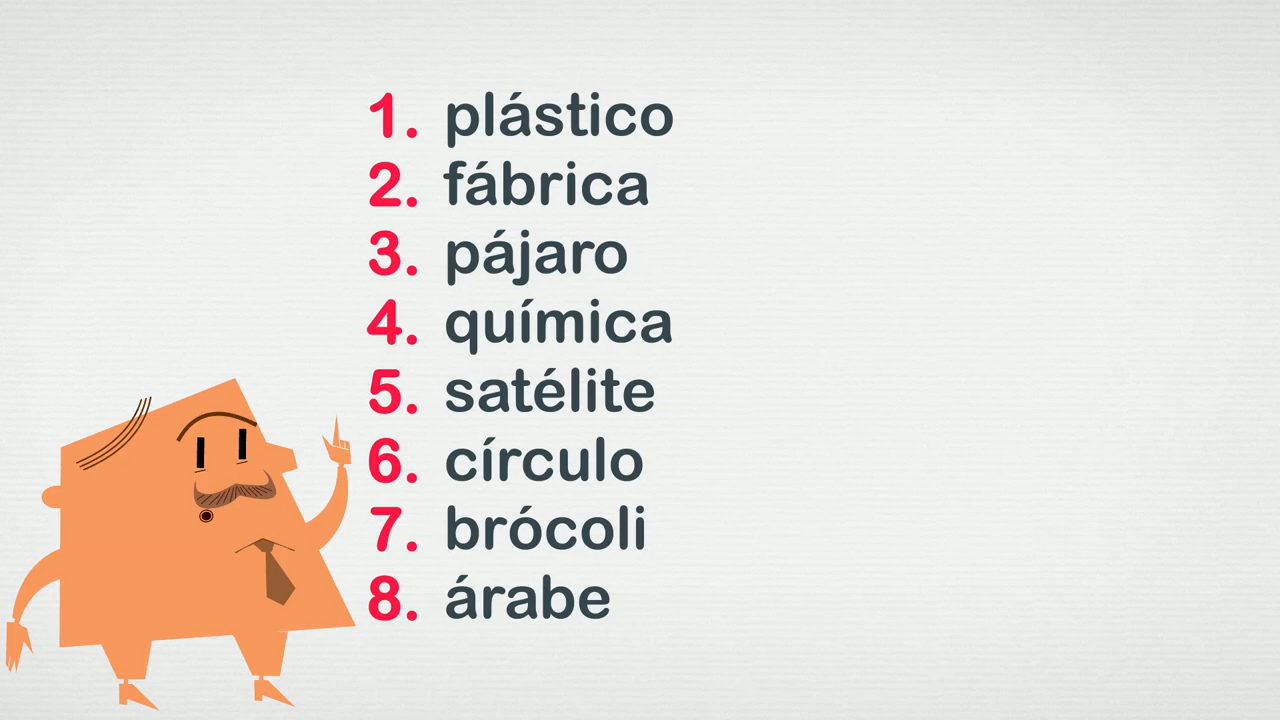 1. plástico
2. fábrica
3. pájaro
4. química
5. satélite
6. círculo
7. brócoli
8. árabe